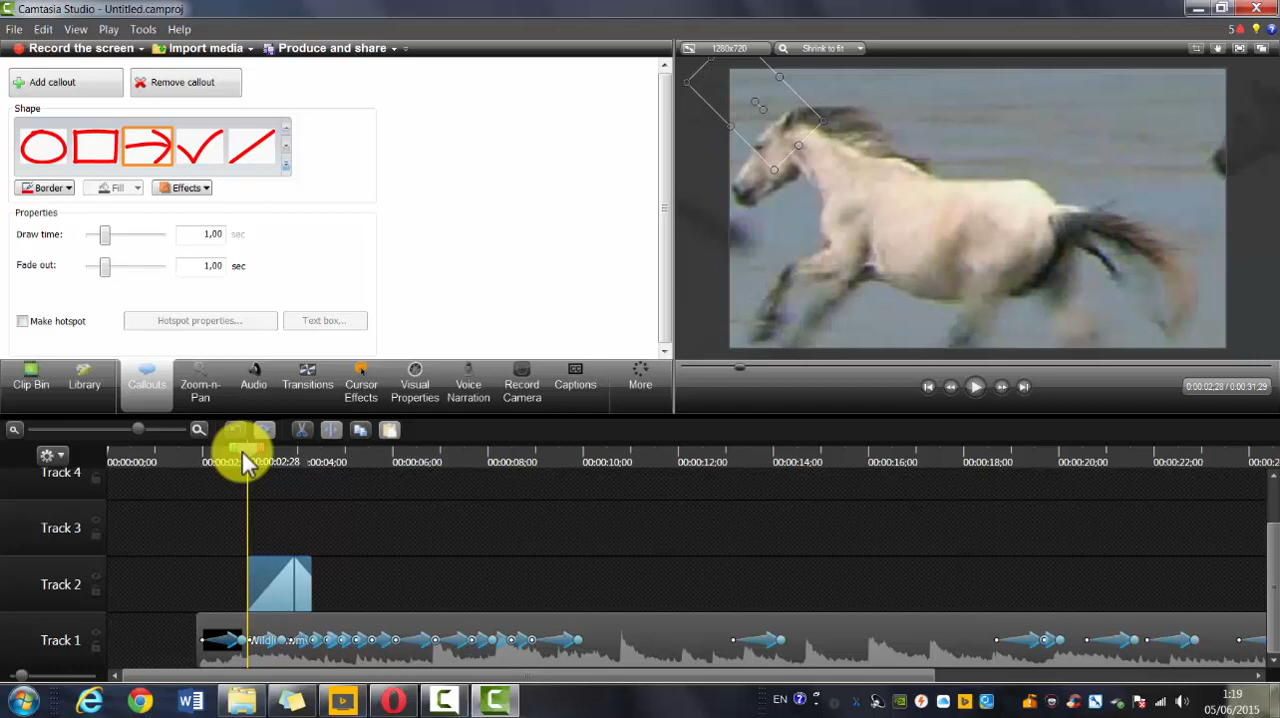 Camtasia Studio - Untitled.camproj
File Edit View Play Tools Help
5
Record the screen Import media Produce and share
1280x720 Shrink to fit
Add callout Remove callout
Shape
Border Fill Effects
Properties
Draw time: 1,00 sec
Fade out: 1,00 sec
Make hotspot Hotspot properties... Text box...
Clip Bin Library Callouts Zoom-n-Pan Audio Transitions Cursor Effects Visual Properties Voice Narration Record Camera Captions More
0:00:02;28 / 0:00:31;29
00:00:00;00 0:00:02;28 00:00:06;00 00:00:08;00 00:00:10;00 00:00:12;00 00:00:14;00 00:00:16;00 00:00:18;00 00:00:20;00 00:00:22;00
Track 4
Track 3
Track 2
Track 1
EN
1:19
05/06/2015